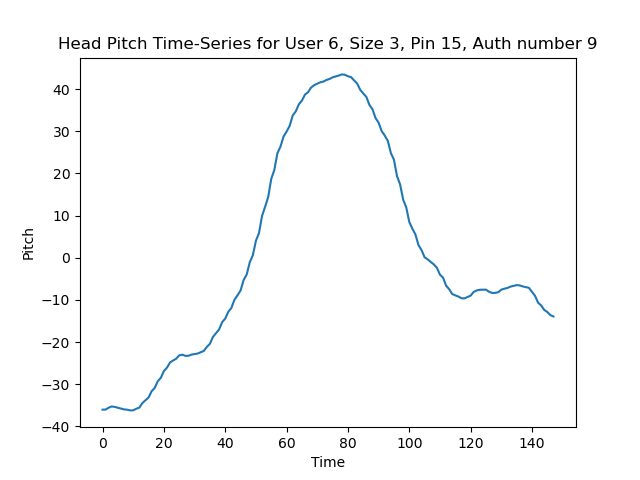 Head Pitch Time-Series for User 6, Size 3, Pin 15, Auth number 9
40
30
20
10
0
−10
−20
−30
−40
Pitch
0 20 40 60 80 100 120 140
Time